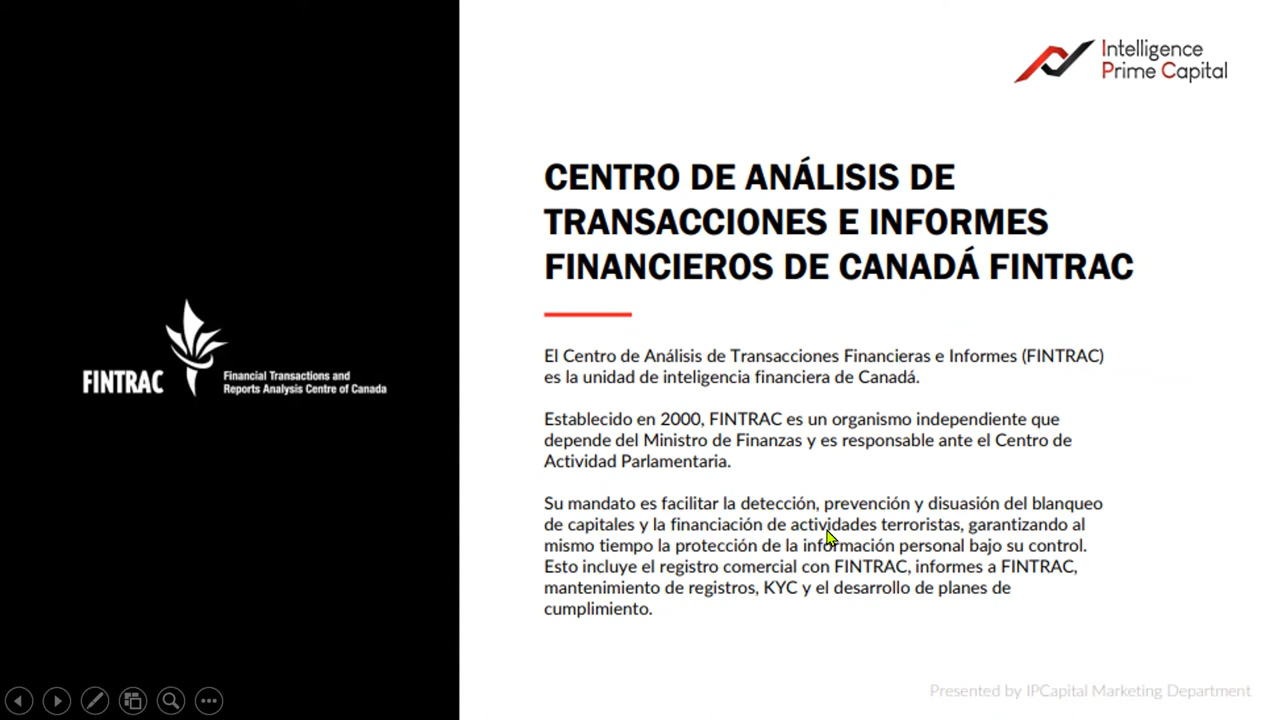 Intelligence
Prime Capital
CENTRO DE ANÁLISIS DE
TRANSACCIONES E INFORMES
FINANCIEROS DE CANADÁ FINTRAC
FINTRAC
Financial Transactions and
Reports Analysis Centre of Canada
El Centro de Análisis de Transacciones Financieras e Informes (FINTRAC)
es la unidad de inteligencia financiera de Canadá.
Establecido en 2000, FINTRAC es un organismo independiente que
depende del Ministro de Finanzas y es responsable ante el Centro de
Actividad Parlamentaria.
Su mandato es facilitar la detección, prevención y disuasión del blanqueo
de capitales y la financiación de actividades terroristas, garantizando al
mismo tiempo la protección de la información personal bajo su control.
Esto incluye el registro comercial con FINTRAC, informes a FINTRAC,
mantenimiento de registros, KYC y el desarrollo de planes de
cumplimiento.
Presented by IPCapital Marketing Department